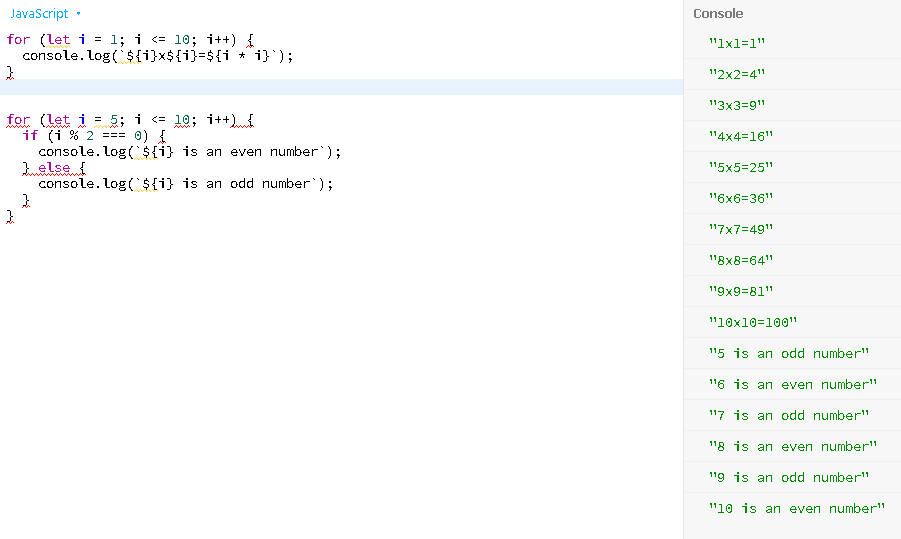 JavaScript
for (let i = 1; i <= 10; i++) {
  console.log(`${i}x${i}=${i * i}`);
}
for (let i = 5; i <= 10; i++) {
  if (i % 2 === 0) {
    console.log(`${i} is an even number`);
  } else {
    console.log(`${i} is an odd number`);
  }
}
Console
"1x1=1"
"2x2=4"
"3x3=9"
"4x4=16"
"5x5=25"
"6x6=36"
"7x7=49"
"8x8=64"
"9x9=81"
"10x10=100"
"5 is an odd number"
"6 is an even number"
"7 is an odd number"
"8 is an even number"
"9 is an odd number"
"10 is an even number"